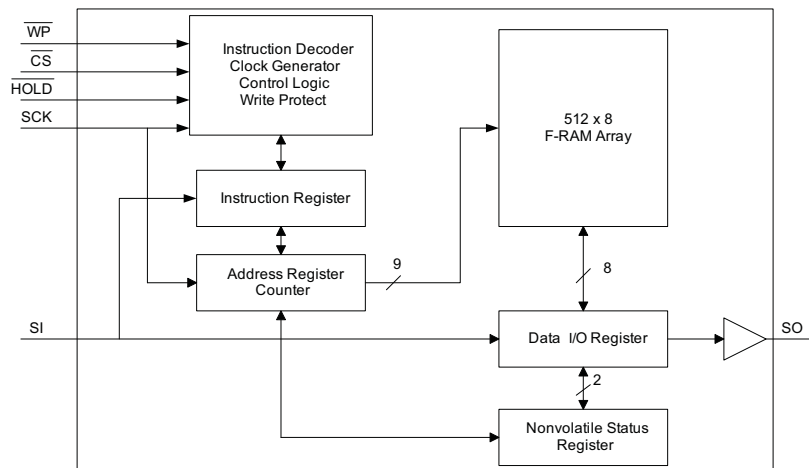 WP
CS
HOLD
SCK
Instruction Decoder
Clock Generator
Control Logic
Write Protect
512 x 8
F-RAM Array
Instruction Register
Address Register
Counter
9
8
SI
Data I/O Register
SO
2
Nonvolatile Status
Register